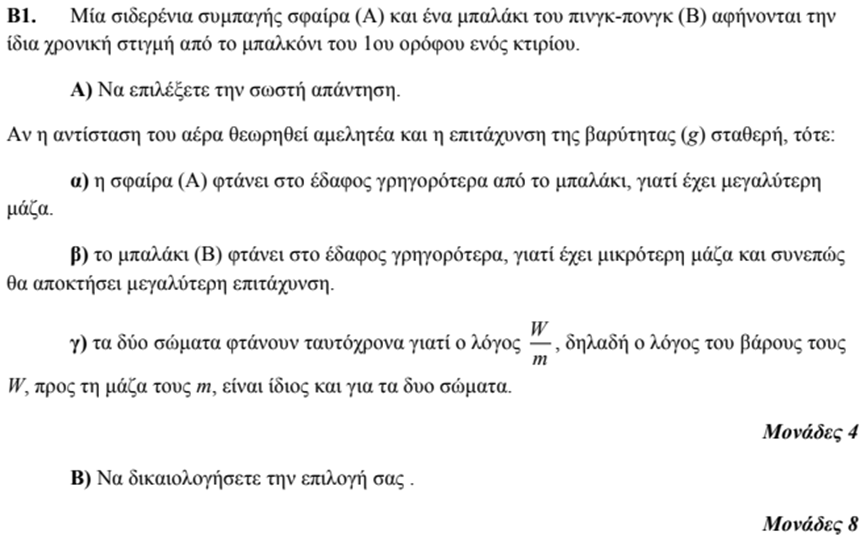 B1. Μία σιδερένια συμπαγής σφαίρα (Α) και ένα μπαλάκι του πινγκ-πονγκ (Β) αφήνονται την
ίδια χρονική στιγμή από το μπαλκόνι του 1ου ορόφου ενός κτιρίου.
Α) Να επιλέξετε την σωστή απάντηση.
Αν η αντίσταση του αέρα θεωρηθεί αμελητέα και η επιτάχυνση της βαρύτητας (g) σταθερή, τότε:
α) η σφαίρα (Α) φτάνει στο έδαφος γρηγορότερα από το μπαλάκι, γιατί έχει μεγαλύτερη
μάζα.
β) το μπαλάκι (Β) φτάνει στο έδαφος γρηγορότερα, γιατί έχει μικρότερη μάζα και συνεπώς
θα αποκτήσει μεγαλύτερη επιτάχυνση.
γ) τα δύο σώματα φτάνουν ταυτόχρονα γιατί ο λόγος W/m, δηλαδή ο λόγος του βάρους τους
W, προς τη μάζα τους m, είναι ίδιος και για τα δυο σώματα.
Μονάδες 4
Β) Να δικαιολογήσετε την επιλογή σας .
Μονάδες 8